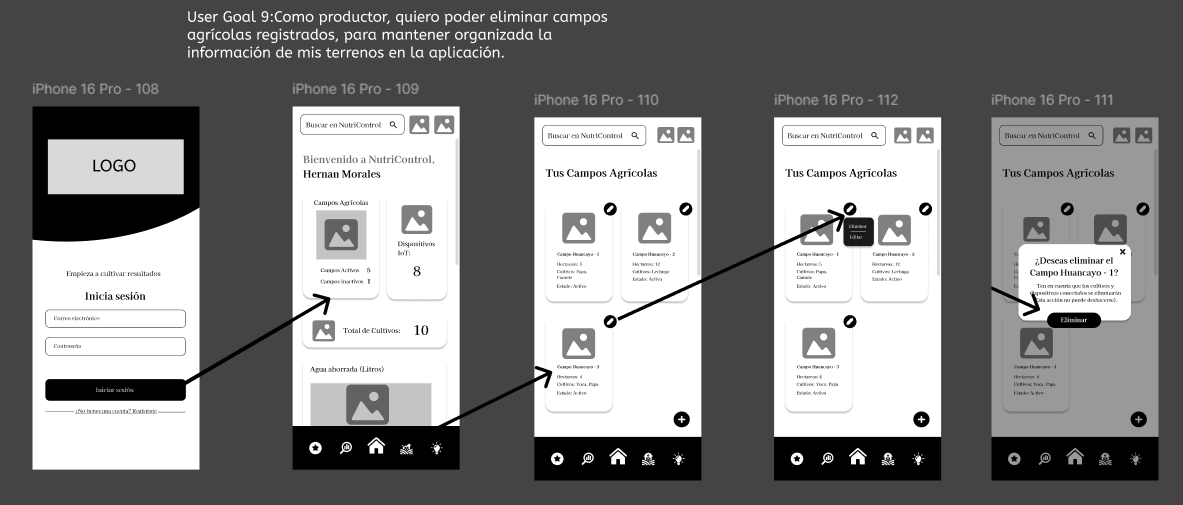 User Goal 9:Como productor, quiero poder eliminar campos
agrícolas registrados, para mantener organizada la
información de mis terrenos en la aplicación.
iPhone 16 Pro - 108
LOGO
Empieza a cultivar resultados
Inicia sesión
Correo electrónico
Contraseña
Iniciar sesión
¿No tienes una cuenta? Regístrate
iPhone 16 Pro - 109
Buscar en NutriControl
Bienvenido a NutriControl,
Hernan Morales
Campos Agrícolas
Campos Activos 5
Campos Inactivos 1
Dispositivos
IoT:
8
Total de Cultivos: 10
Agua ahorrada (Litros)
iPhone 16 Pro - 110
Buscar en NutriControl
Tus Campos Agrícolas
Campo Huancayo - 1
Hectareas: 5
Cultivos: Papa,
Camote
Estado: Activo
Campo Huancayo - 2
Hectareas: 12
Cultivos: Lechuga
Estado: Activo
Campo Huancayo - 3
Hectareas: 4
Cultivos: Yuca, Papa
Estado: Activo
iPhone 16 Pro - 112
Buscar en NutriControl
Tus Campos Agrícolas
Eliminar
Editar
Campo Huancayo - 1
Hectareas: 5
Cultivos: Papa,
Camote
Estado: Activo
Campo Huancayo - 2
Hectareas: 12
Cultivos: Lechuga
Estado: Activo
Campo Huancayo - 3
Hectareas: 4
Cultivos: Yuca, Papa
Estado: Activo
iPhone 16 Pro - 111
Buscar en NutriControl
Tus Campos Agrícolas
¿Deseas eliminar el
Campo Huancayo - 1?
Ten en cuenta que los cultivos y
dispositivos conectados se eliminarán
(Esta acción no puede deshacerse).
Eliminar
Campo Huancayo - 3
Hectareas: 4
Cultivos: Yuca, Papa
Estado: Activo